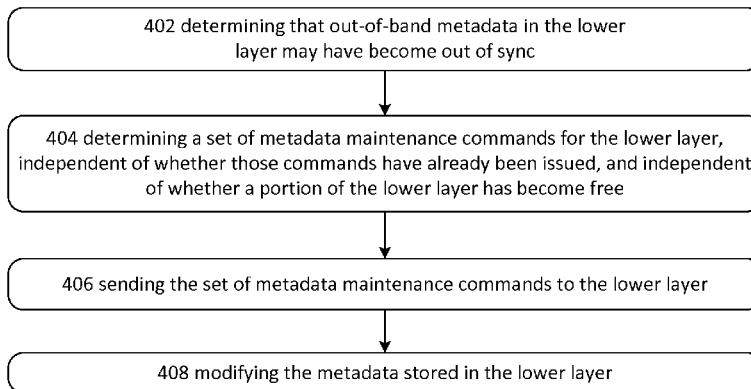 402 determining that out-of-band metadata in the lower
layer may have become out of sync
404 determining a set of metadata maintenance commands for the lower layer,
independent of whether those commands have already been issued, and independent
of whether a portion of the lower layer has become free
406 sending the set of metadata maintenance commands to the lower layer
408 modifying the metadata stored in the lower layer